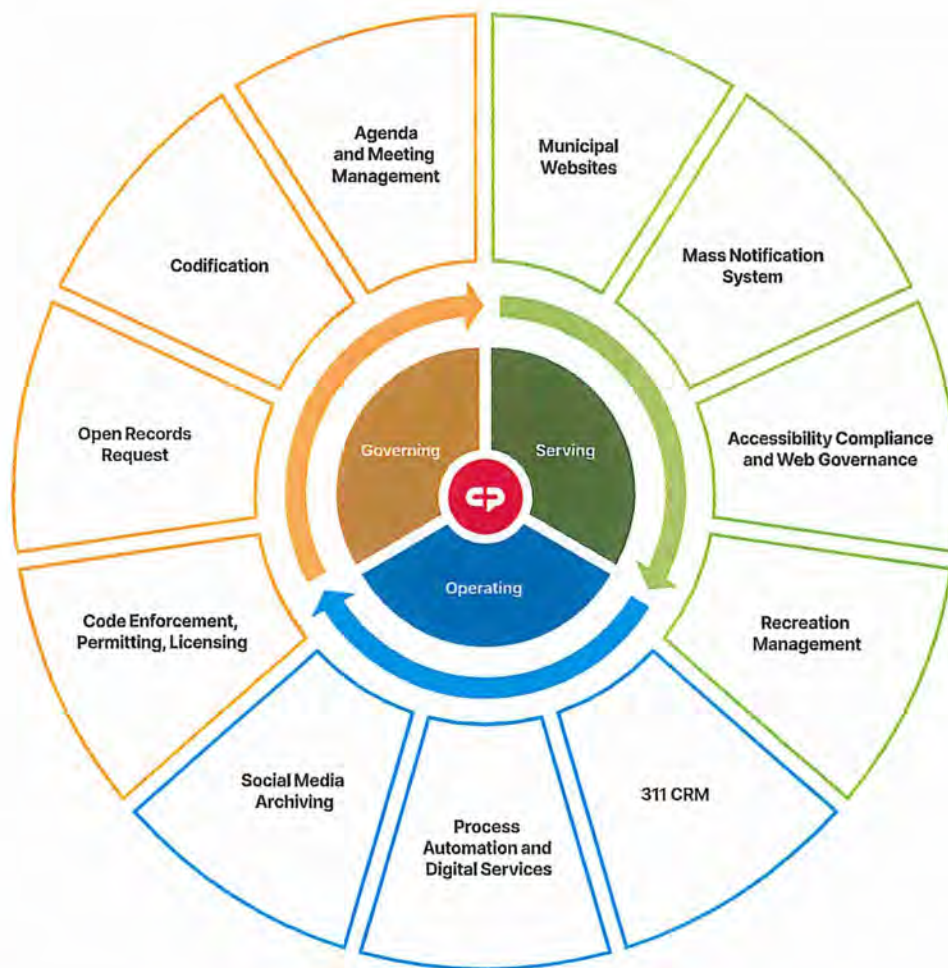 Agenda
and Meeting
Management
Municipal
Websites
Mass Notification
System
Accessibility Compliance
and Web Governance
Recreation
Management
311 CRM
Process
Automation and
Digital Services
Social Media
Archiving
Code Enforcement,
Permitting, Licensing
Open Records
Request
Codification
Governing
Serving
Operating